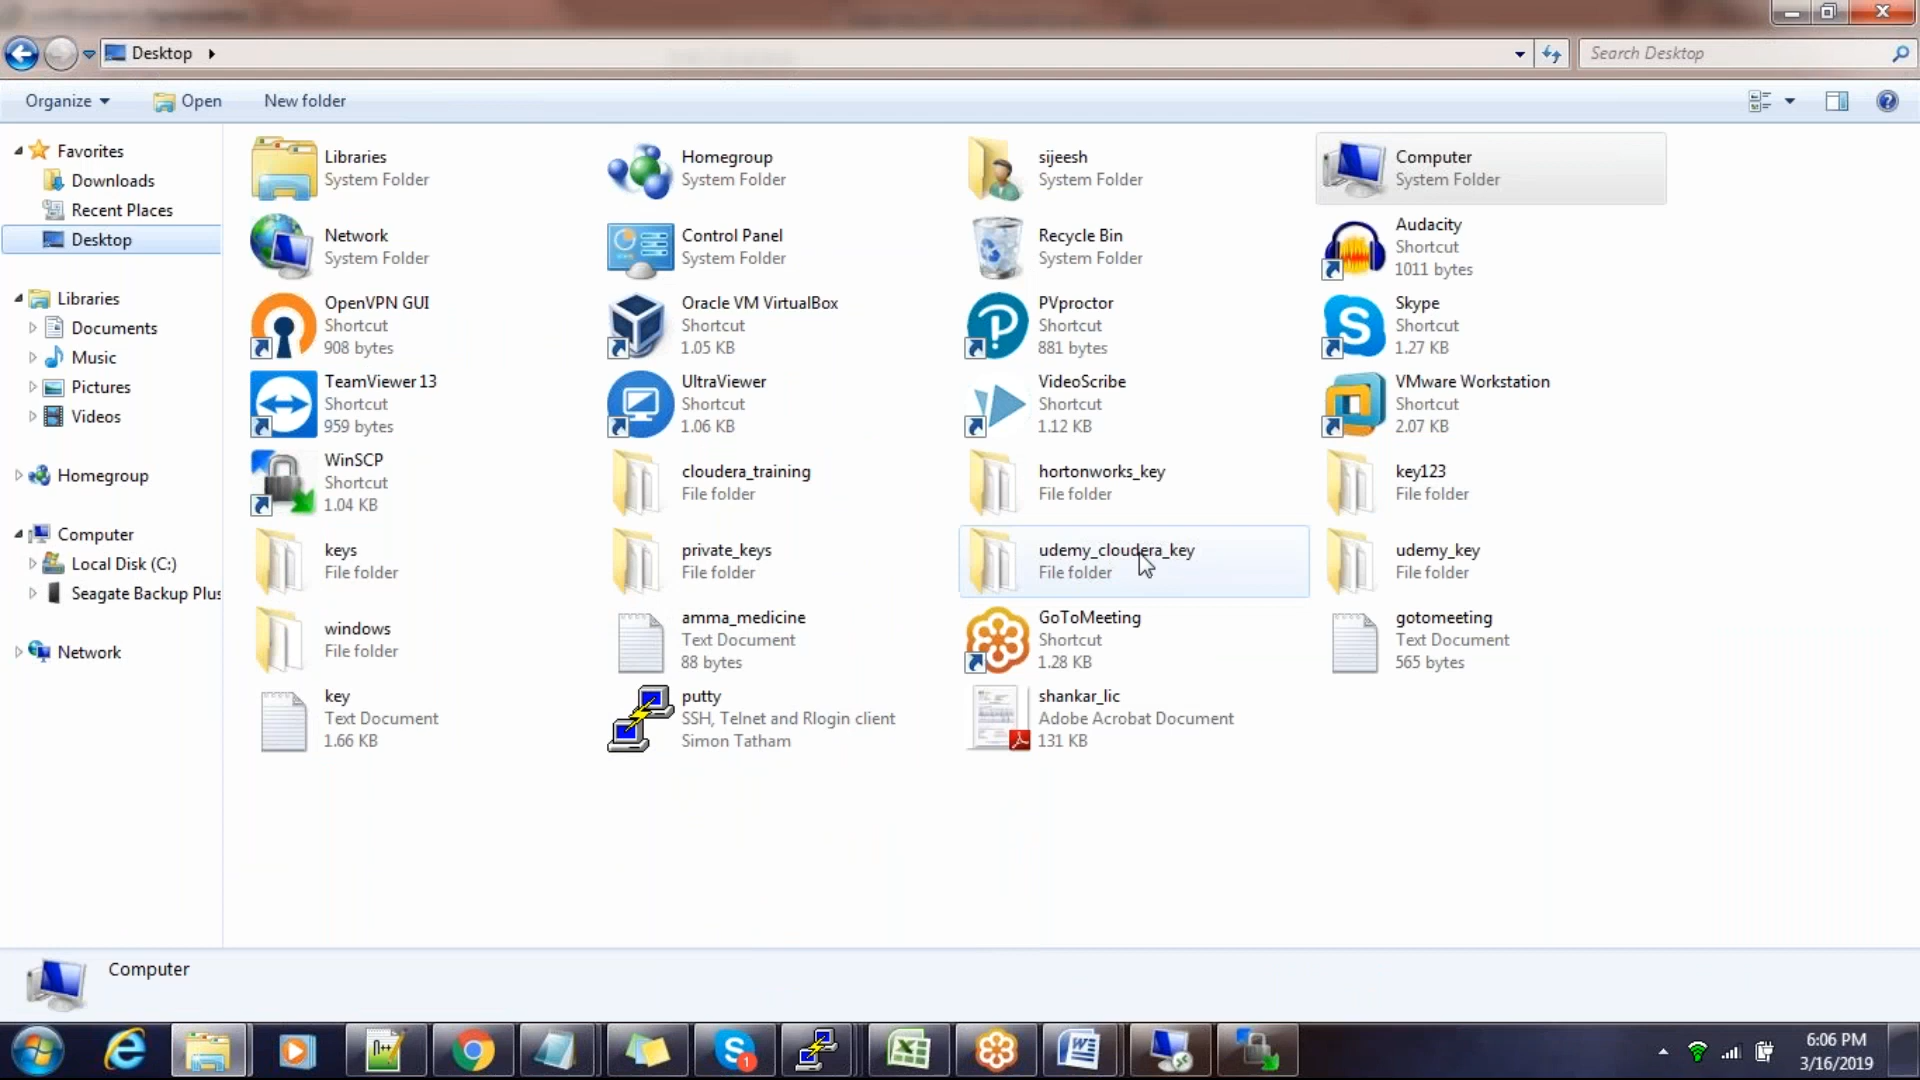 Desktop
Search Desktop
Organize
Open
New folder
Favorites
Downloads
Recent Places
Desktop
Libraries
Documents
Music
Pictures
Videos
Homegroup
Computer
Local Disk (C:)
Seagate Backup Plus
Network
Libraries
System Folder
Homegroup
System Folder
sijeesh
System Folder
Computer
System Folder
Network
System Folder
Control Panel
System Folder
Recycle Bin
System Folder
Audacity
Shortcut
1011 bytes
OpenVPN GUI
Shortcut
908 bytes
Oracle VM VirtualBox
Shortcut
1.05 KB
PVproctor
Shortcut
881 bytes
Skype
Shortcut
1.27 KB
TeamViewer 13
Shortcut
959 bytes
UltraViewer
Shortcut
1.06 KB
VideoScribe
Shortcut
1.12 KB
VMware Workstation
Shortcut
2.07 KB
WinSCP
Shortcut
1.04 KB
cloudera_training
File folder
hortonworks_key
File folder
key123
File folder
keys
File folder
private_keys
File folder
udemy_cloudera_key
File folder
udemy_key
File folder
windows
File folder
amma_medicine
Text Document
88 bytes
GoToMeeting
Shortcut
1.28 KB
gotomeeting
Text Document
565 bytes
key
Text Document
1.66 KB
putty
SSH, Telnet and Rlogin client
Simon Tatham
shankar_lic
Adobe Acrobat Document
131 KB
Computer
6:06 PM
3/16/2019